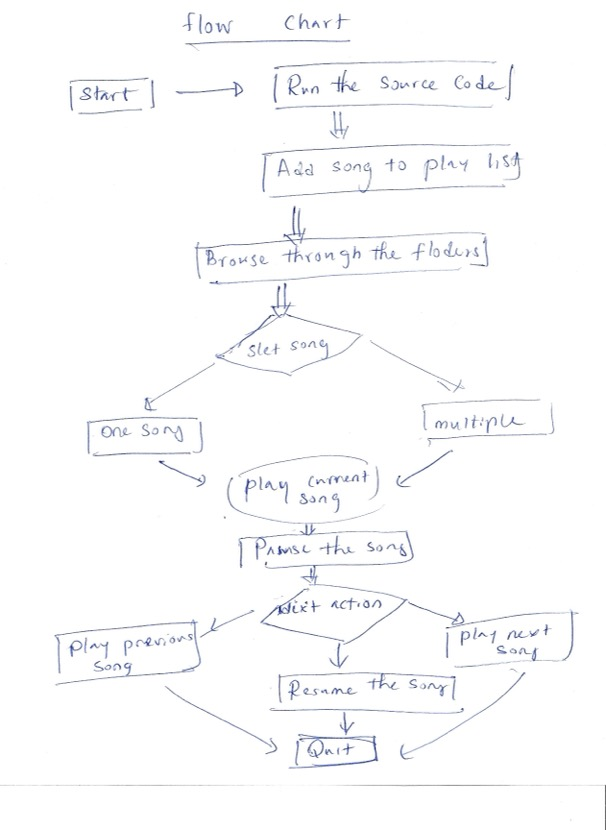 flow chart
Start
Run the source code
Add song to play list
Browse through the floders
Slet song
One song
multiple
play current
song
Pause the song
Nixt action
play previous
song
play next
song
Resume the song
Quit